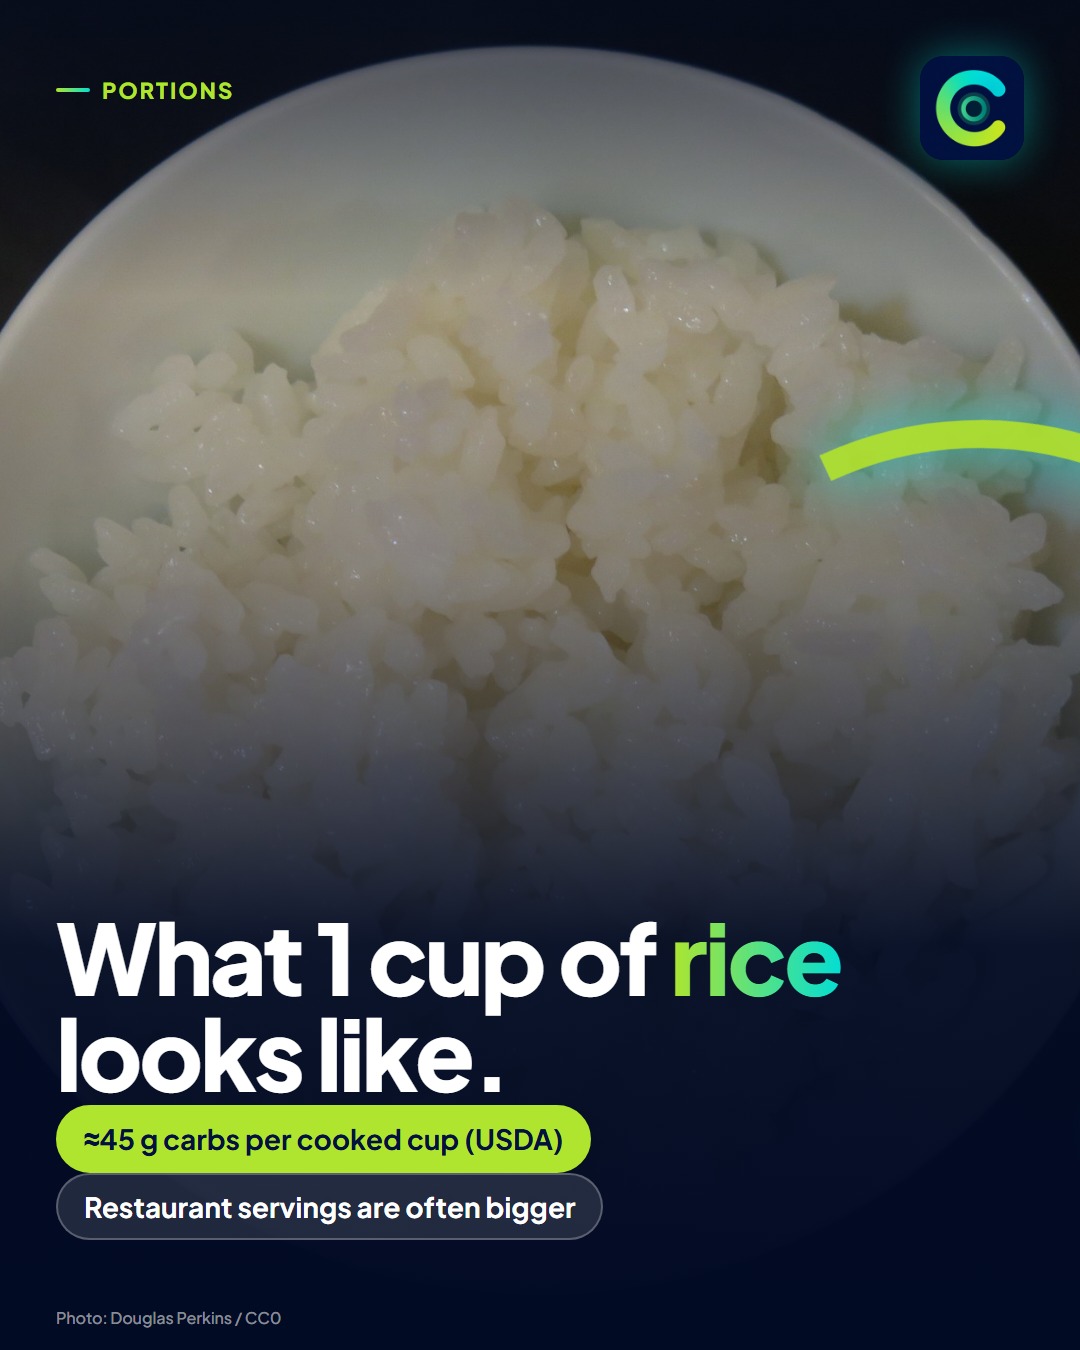 PORTIONS
What 1 cup of rice
looks like.
≈45 g carbs per cooked cup (USDA)
Restaurant servings are often bigger
Photo: Douglas Perkins / CC0